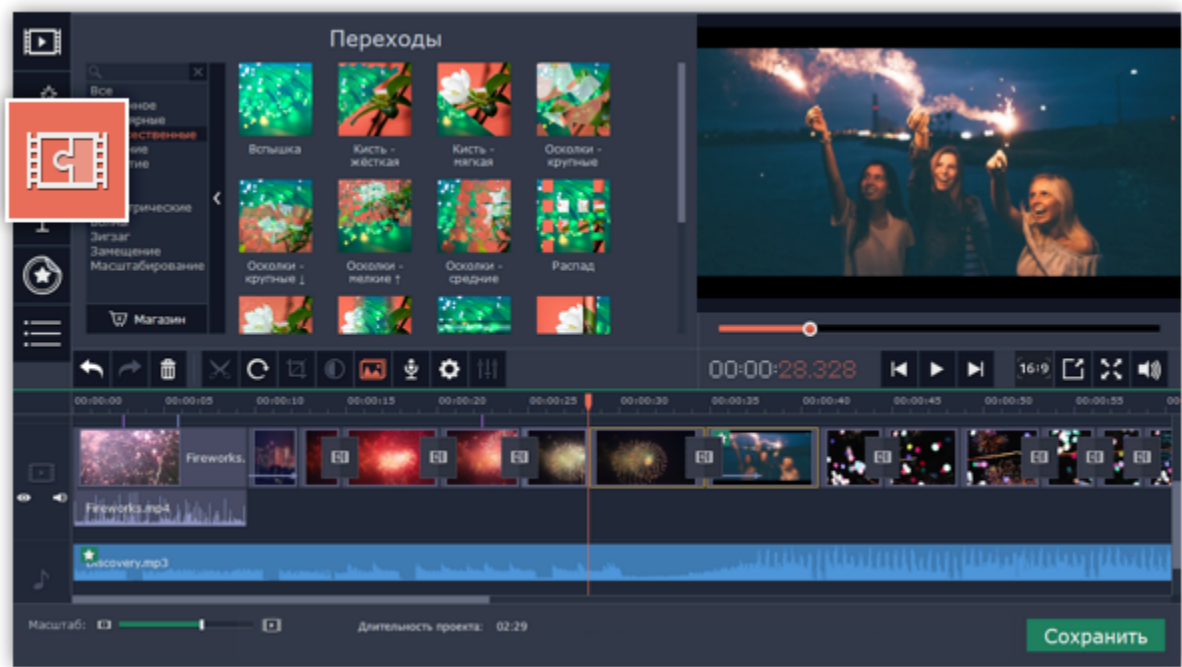 Переходы
Все
Вспышка
Кисть -
жёсткая
Кисть -
мягкая
Осколки -
крупные
Зигзаг
Замещение
Масштабирование
Осколки -
крупные ↓
Осколки -
мелкие ↑
Осколки -
средние
Распад
Магазин
00:00:28.328
16:9
00:00:00 00:00:05 00:00:10 00:00:15 00:00:20 00:00:25 00:00:30 00:00:35 00:00:40 00:00:45 00:00:50 00:00:55 00
Fireworks.
Fireworks.mp4
Discovery.mp3
Масштаб:
Длительность проекта: 02:29
Сохранить